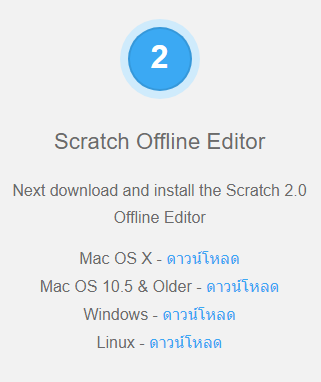 2
Scratch Offline Editor
Next download and install the Scratch 2.0
Offline Editor
Mac OS X - ดาวน์โหลด
Mac OS 10.5 & Older - ดาวน์โหลด
Windows - ดาวน์โหลด
Linux - ดาวน์โหลด